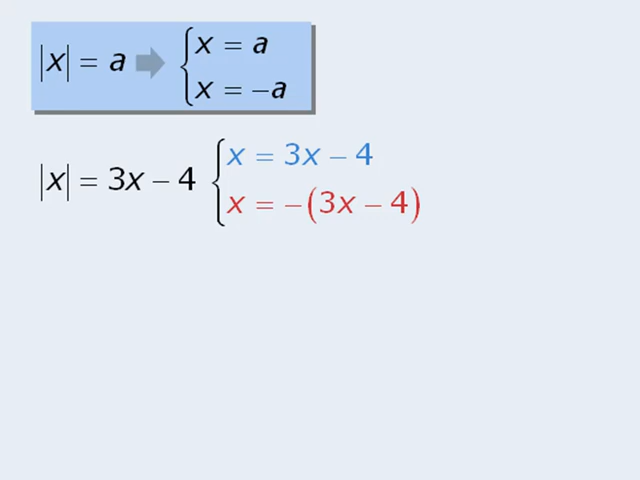 |x| = a
x = a
x = −a
|x| = 3x − 4
x = 3x − 4
x = −(3x − 4)